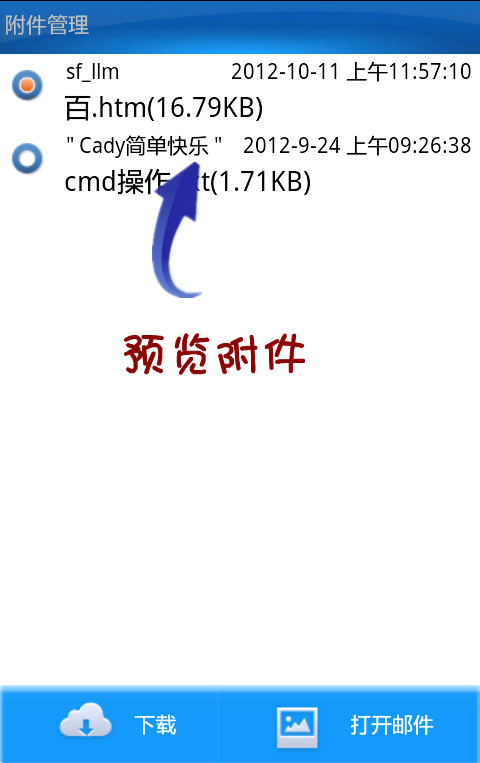 附件管理
sf_llm 2012-10-11 上午11:57:10
百.htm(16.79KB)
"Cady简单快乐" 2012-9-24 上午09:26:38
cmd操作 xt(1.71KB)
预览附件
下载 打开邮件